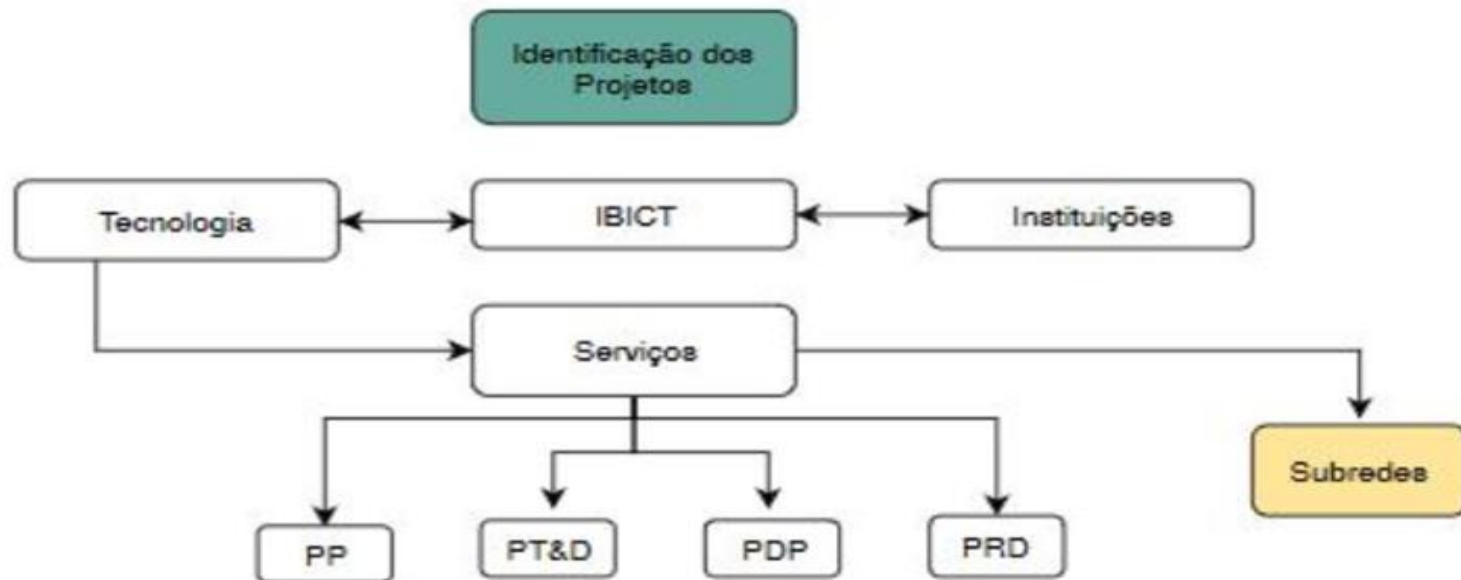 Identificação dos
Projetos
Tecnologia
IBICT
Instituições
Serviços
Subredes
PP
PT&D
PDP
PRD